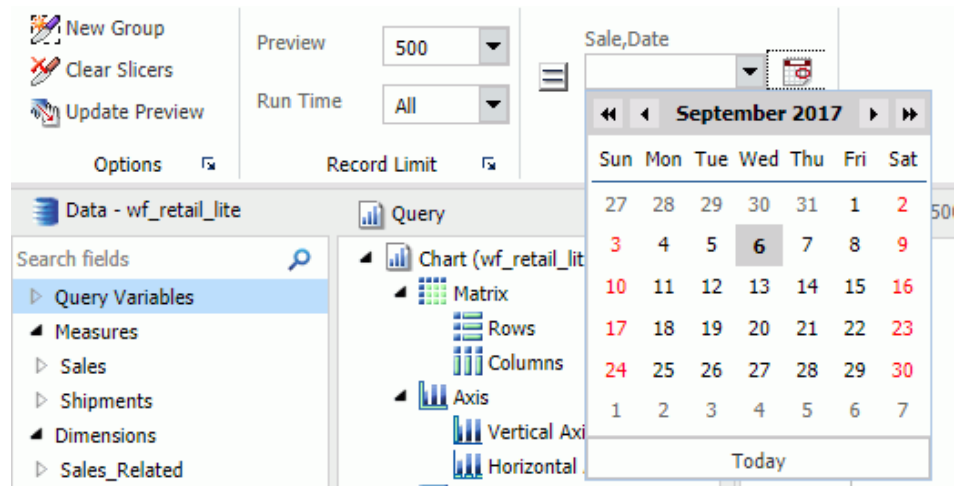 New Group
Clear Slicers
Update Preview
Options
Preview 500
Run Time All
Record Limit
Sale,Date
September 2017
Sun Mon Tue Wed Thu Fri Sat
27 28 29 30 31 1 2
3 4 5 6 7 8 9
10 11 12 13 14 15 16
17 18 19 20 21 22 23
24 25 26 27 28 29 30
1 2 3 4 5 6 7
Today
Data - wf_retail_lite
Search fields
Query Variables
Measures
Sales
Shipments
Dimensions
Sales_Related
Query
Chart (wf_retail_lit
Matrix
Rows
Columns
Axis
Vertical Axi
Horizontal